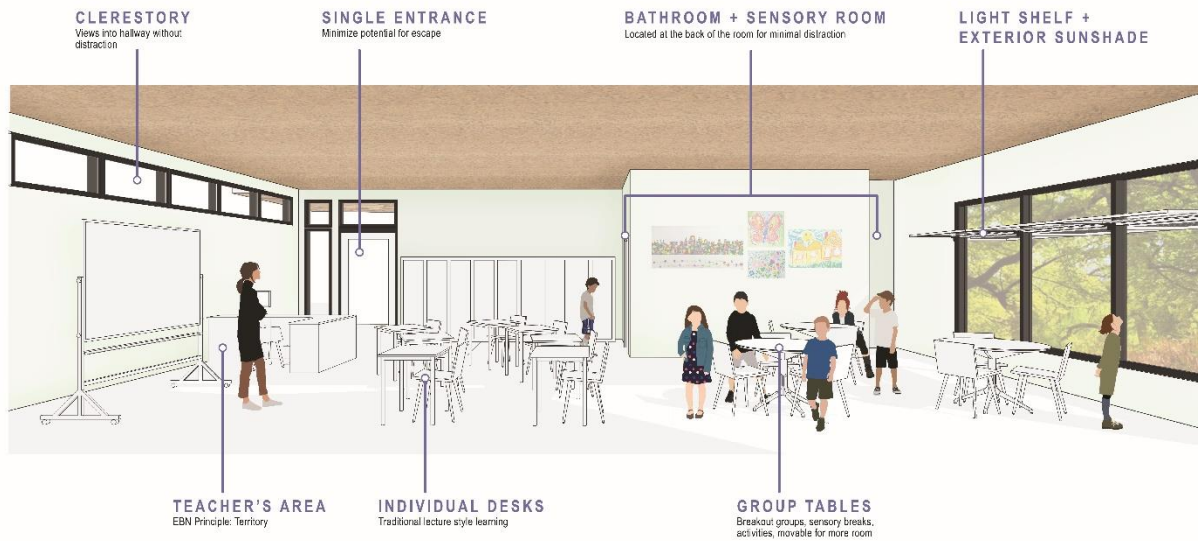 CLERESTORY
Views into hallway without
distraction
SINGLE ENTRANCE
Minimize potential for escape
BATHROOM + SENSORY ROOM
Located at the back of the room for minimal distraction
LIGHT SHELF +
EXTERIOR SUNSHADE
TEACHER'S AREA
EBN Principle: Territory
INDIVIDUAL DESKS
Traditional lecture style learning
GROUP TABLES
Breakout groups, sensory breaks,
activities, movable for more room